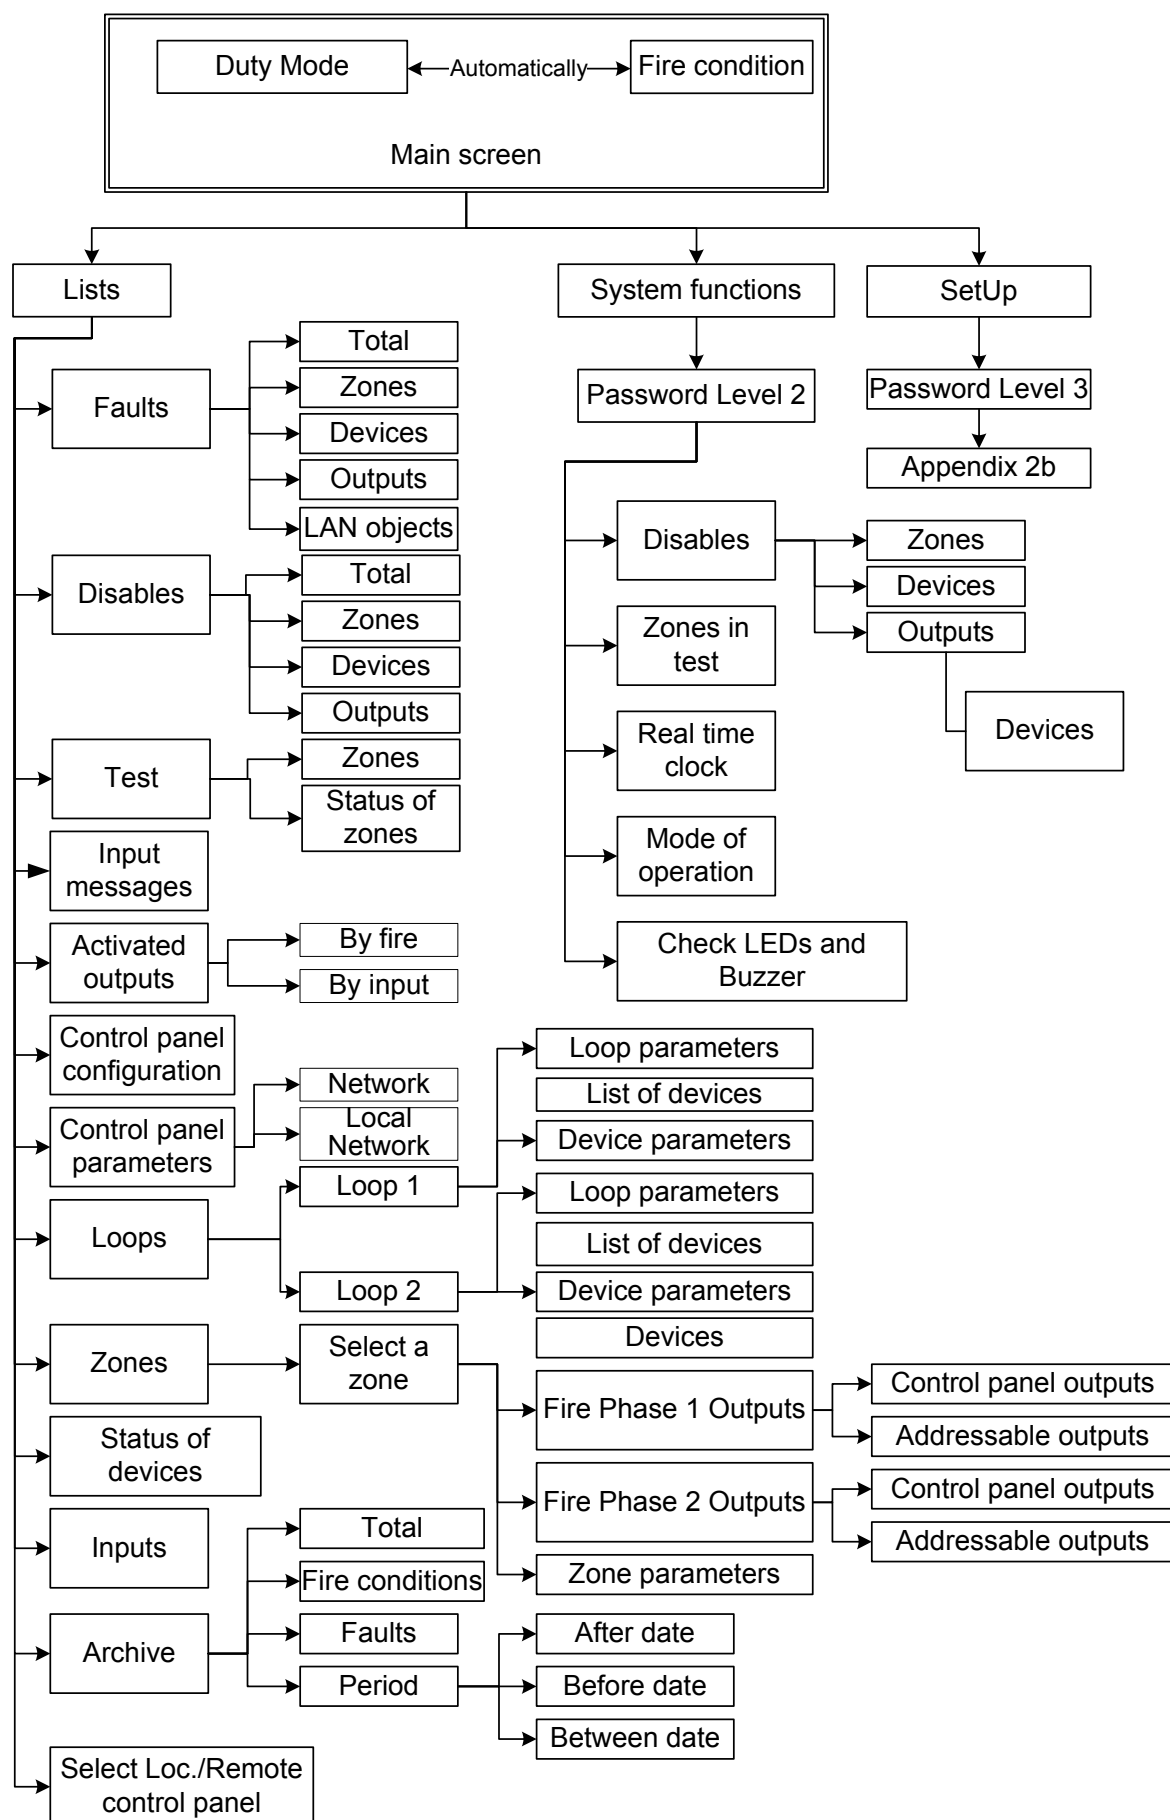 Duty Mode
Automatically
Fire condition
Main screen
Lists
System functions
SetUp
Password Level 2
Password Level 3
Appendix 2b
Faults
Total
Zones
Devices
Outputs
LAN objects
Disables
Total
Zones
Devices
Outputs
Test
Zones
Status of
zones
Input
messages
Activated
outputs
By fire
By input
Control panel
configuration
Control panel
parameters
Network
Local
Network
Loops
Loop 1
Loop parameters
List of devices
Device parameters
Loop 2
Loop parameters
List of devices
Device parameters
Zones
Select a
zone
Devices
Fire Phase 1 Outputs
Control panel outputs
Addressable outputs
Fire Phase 2 Outputs
Control panel outputs
Addressable outputs
Zone parameters
Status of
devices
Inputs
Archive
Total
Fire conditions
Faults
Period
After date
Before date
Between date
Select Loc./Remote
control panel
Disables
Zones
Devices
Outputs
Devices
Zones in
test
Real time
clock
Mode of
operation
Check LEDs and
Buzzer